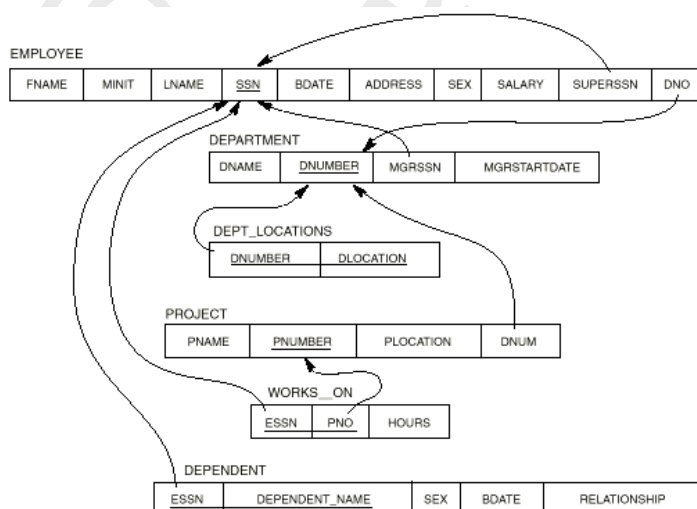 EMPLOYEE
FNAME MINIT LNAME SSN BDATE ADDRESS SEX SALARY SUPERSSN DNO
DEPARTMENT
DNAME DNUMBER MGRSSN MGRSTARTDATE
DEPT_LOCATIONS
DNUMBER DLOCATION
PROJECT
PNAME PNUMBER PLOCATION DNUM
WORKS__ON
ESSN PNO HOURS
DEPENDENT
ESSN DEPENDENT_NAME SEX BDATE RELATIONSHIP